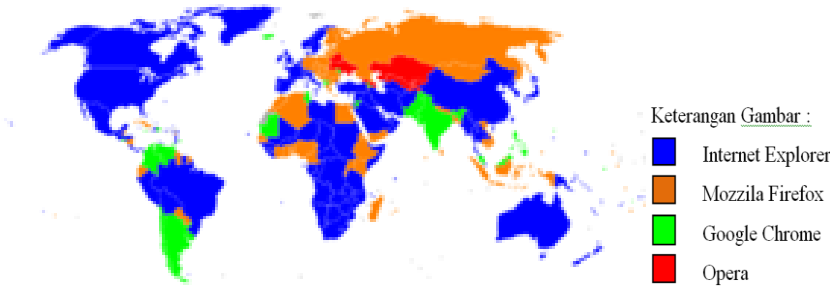 Keterangan Gambar :
Internet Explorer
Mozzila Firefox
Google Chrome
Opera